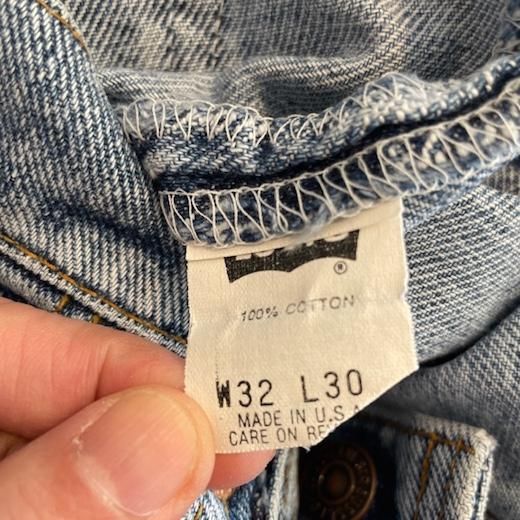 ®
100% COTTON
W32 L30
MADE IN U.S.A
CARE ON